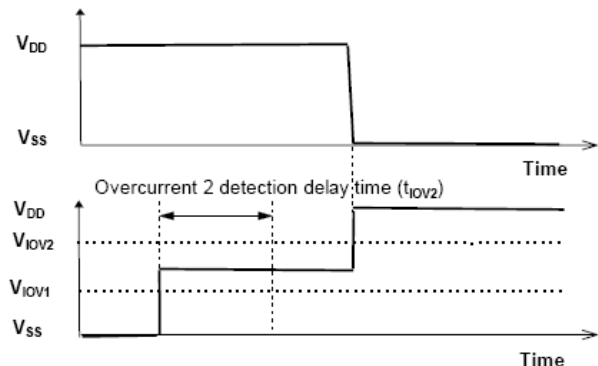 VDD
VSS
Time
Overcurrent 2 detection delay time (tIOV2)
VDD
VIOV2
VIOV1
VSS
Time